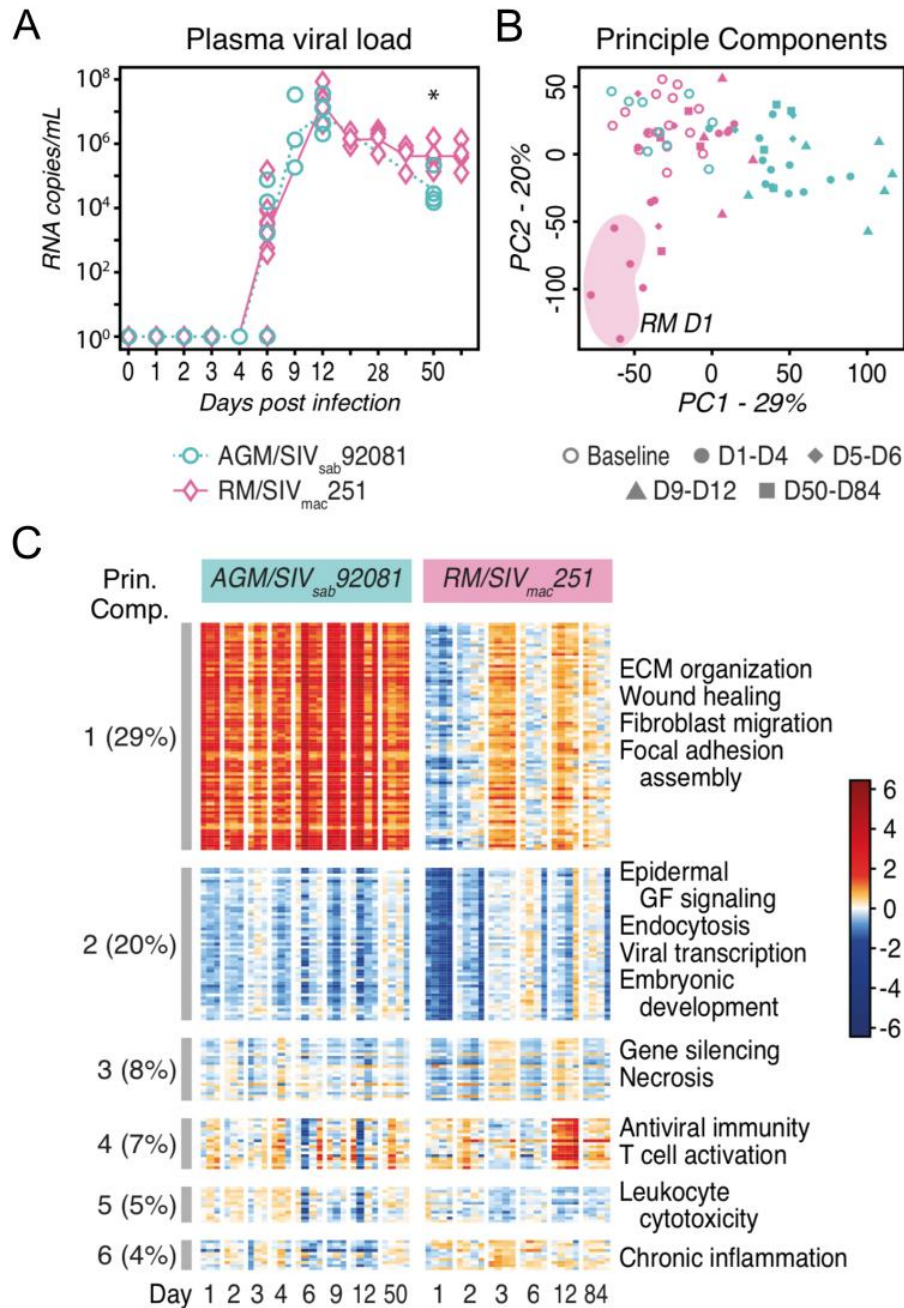 A
Plasma viral load
RNA copies/mL
10^8
10^6
10^4
10^2
10^0
*
0 1 2 3 4 6 9 12 28 50
Days post infection
AGM/SIV_sab92081
RM/SIV_mac251
B
Principle Components
PC2 - 20%
50
0
-50
-100
RM D1
-50 0 50 100
PC1 - 29%
Baseline D1-D4 D5-D6
D9-D12 D50-D84
C
Prin.
Comp.
AGM/SIV_sab92081 RM/SIV_mac251
1 (29%)
ECM organization
Wound healing
Fibroblast migration
Focal adhesion
assembly
2 (20%)
Epidermal
GF signaling
Endocytosis
Viral transcription
Embryonic
development
3 (8%)
Gene silencing
Necrosis
4 (7%)
Antiviral immunity
T cell activation
5 (5%)
Leukocyte
cytotoxicity
6 (4%)
Chronic inflammation
Day 1 2 3 4 6 9 12 50 1 2 3 6 12 84
6
4
2
0
-2
-4
-6